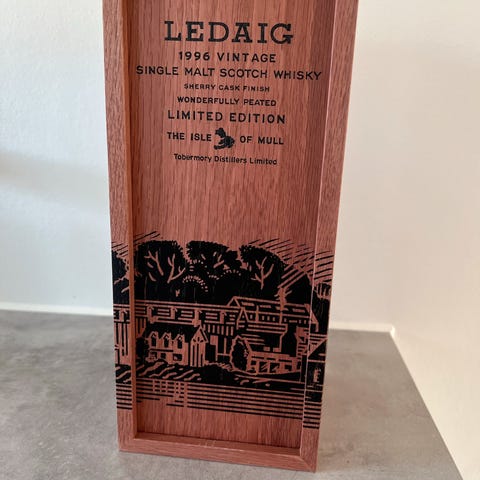 LEDAIG
1996 VINTAGE
SINGLE MALT SCOTCH WHISKY
SHERRY CASK FINISH
WONDERFULLY PEATED
LIMITED EDITION
THE ISLE OF MULL
Tobermory Distillers Limited